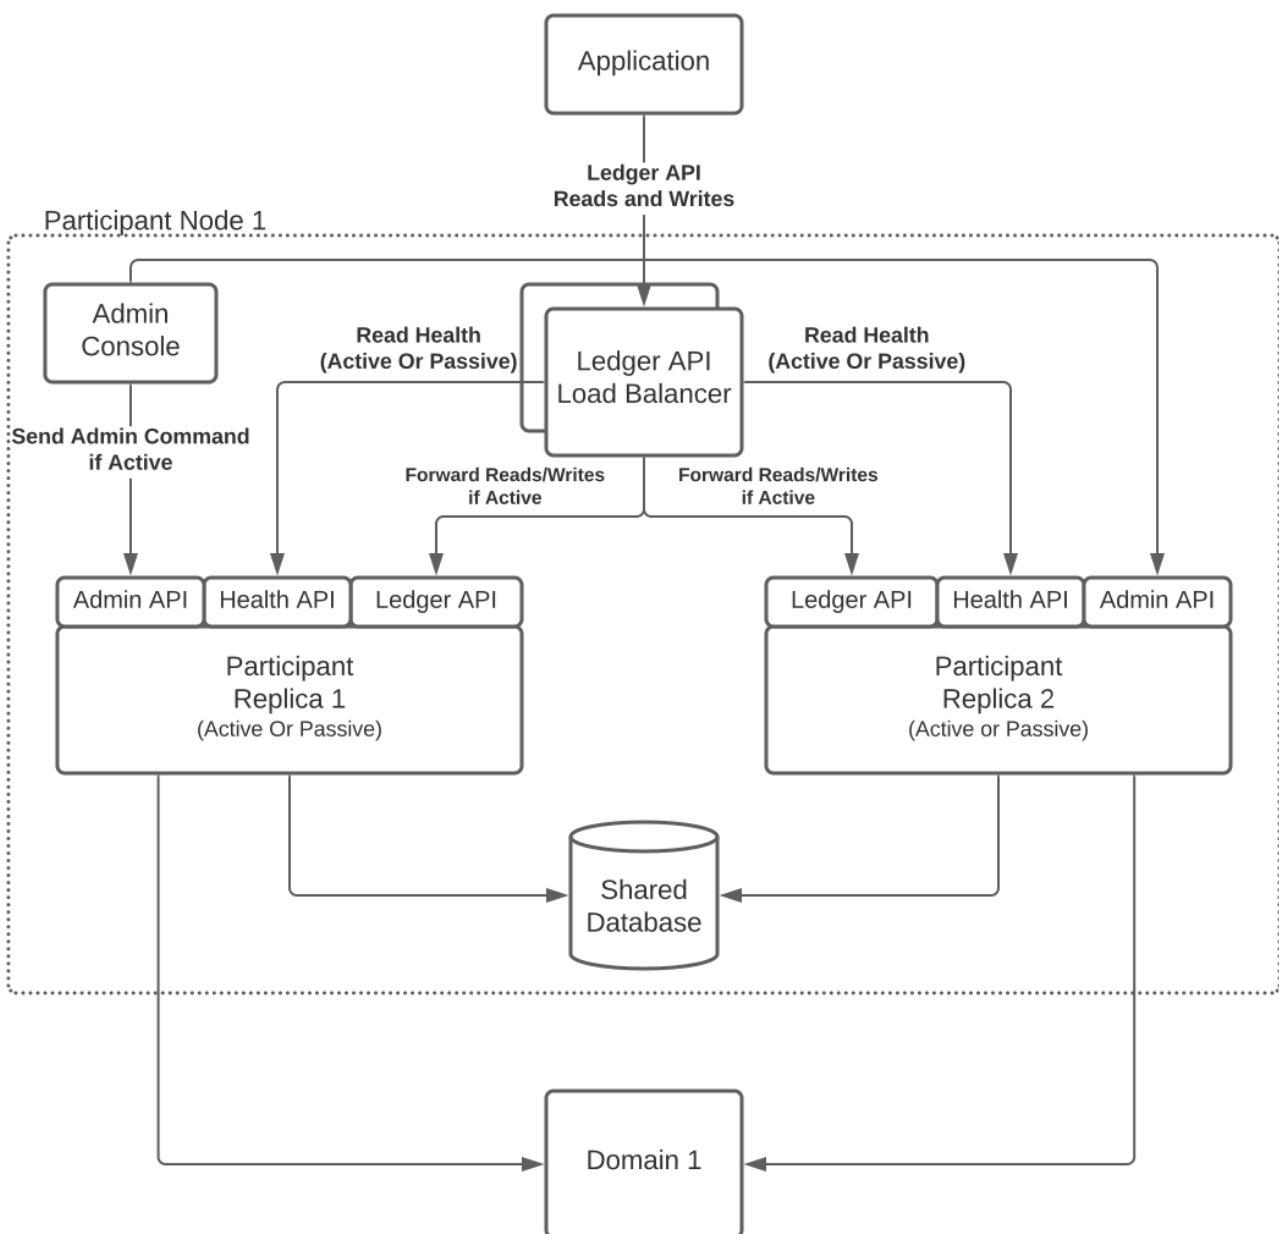 Application
Ledger API
Reads and Writes
Participant Node 1
Admin
Console
Read Health
(Active Or Passive)
Ledger API
Load Balancer
Read Health
(Active Or Passive)
Send Admin Command
if Active
Forward Reads/Writes
if Active
Forward Reads/Writes
if Active
Admin API
Health API
Ledger API
Ledger API
Health API
Admin API
Participant
Replica 1
(Active Or Passive)
Participant
Replica 2
(Active or Passive)
Shared
Database
Domain 1